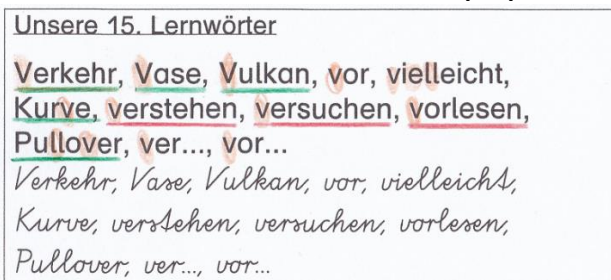 Unsere 15. Lernwörter
Verkehr, Vase, Vulkan, vor, vielleicht,
Kurve, verstehen, versuchen, vorlesen,
Pullover, ver..., vor...
Verkehr, Vase, Vulkan, vor, vielleicht,
Kurve, verstehen, versuchen, vorlesen,
Pullover, ver..., vor...